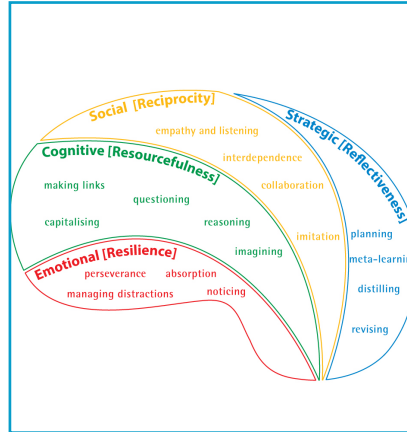 Social [Reciprocity]
empathy and listening
interdependence
collaboration
imitation
Strategic [Reflectiveness]
planning
meta-learnin
distilling
revising
Cognitive [Resourcefulness]
making links
questioning
capitalising
reasoning
imagining
Emotional [Resilience]
perseverance absorption
managing distractions noticing